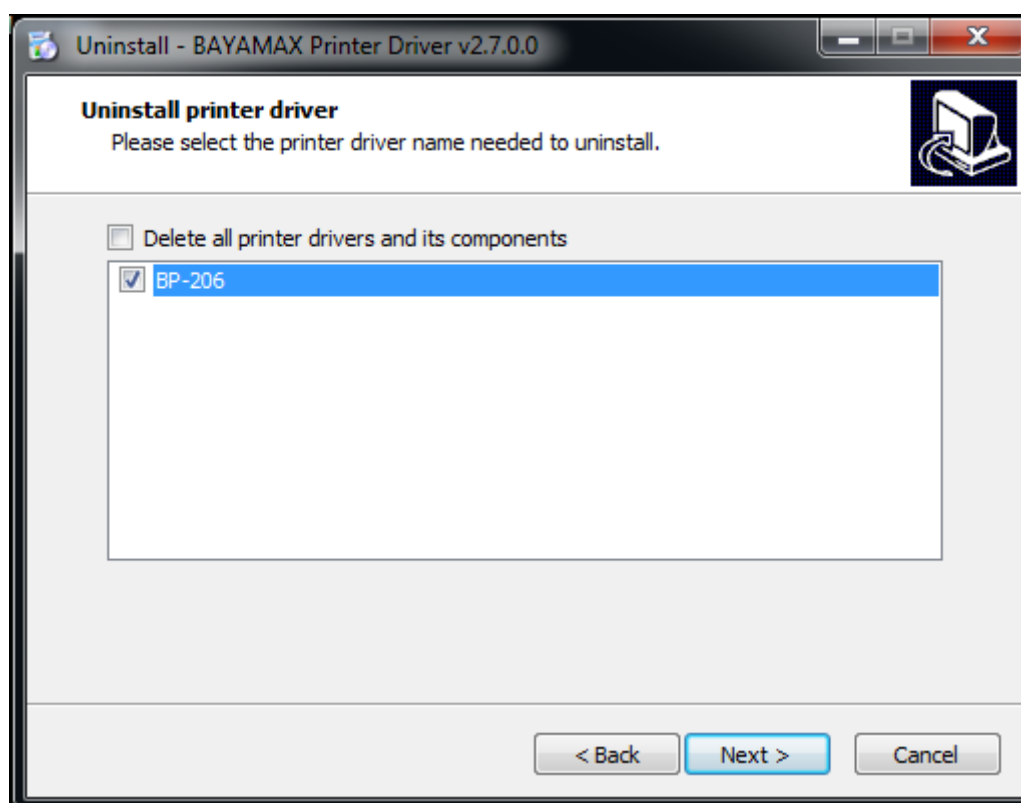 Uninstall - BAYAMAX Printer Driver v2.7.0.0
Uninstall printer driver
Please select the printer driver name needed to uninstall.
Delete all printer drivers and its components
BP-206
< Back
Next >
Cancel